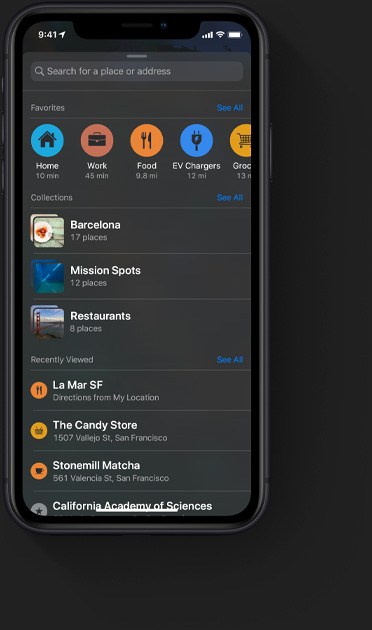 9:41
Search for a place or address
Favorites See All
Home Work Food EV Chargers Groc
10 min 45 min 9.8 mi 12 mi 13 m
Collections See All
Barcelona
17 places
Mission Spots
12 places
Restaurants
8 places
Recently Viewed See All
La Mar SF
Directions from My Location
The Candy Store
1507 Vallejo St, San Francisco
Stonemill Matcha
561 Valencia St, San Francisco
California Academy of Sciences